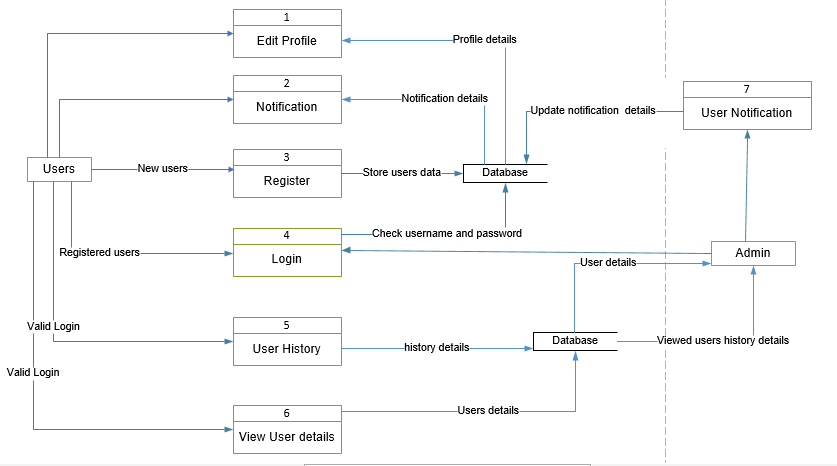 1
Edit Profile
Profile details
2
Notification
Notification details
Update notification details
7
User Notification
Users
New users
3
Register
Store users data
Database
Registered users
4
Login
Check username and password
Admin
User details
Valid Login
5
User History
history details
Database
Viewed users history details
Valid Login
6
View User details
Users details